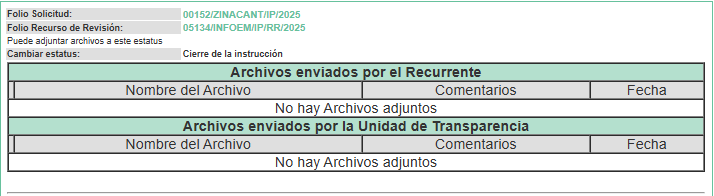 Folio Solicitud: 00152/ZINACANT/IP/2025
Folio Recurso de Revisión: 05134/INFOEM/IP/RR/2025
Puede adjuntar archivos a este estatus
Cambiar estatus: Cierre de la instrucción
Archivos enviados por el Recurrente
Nombre del Archivo Comentarios Fecha
No hay Archivos adjuntos
Archivos enviados por la Unidad de Transparencia
Nombre del Archivo Comentarios Fecha
No hay Archivos adjuntos